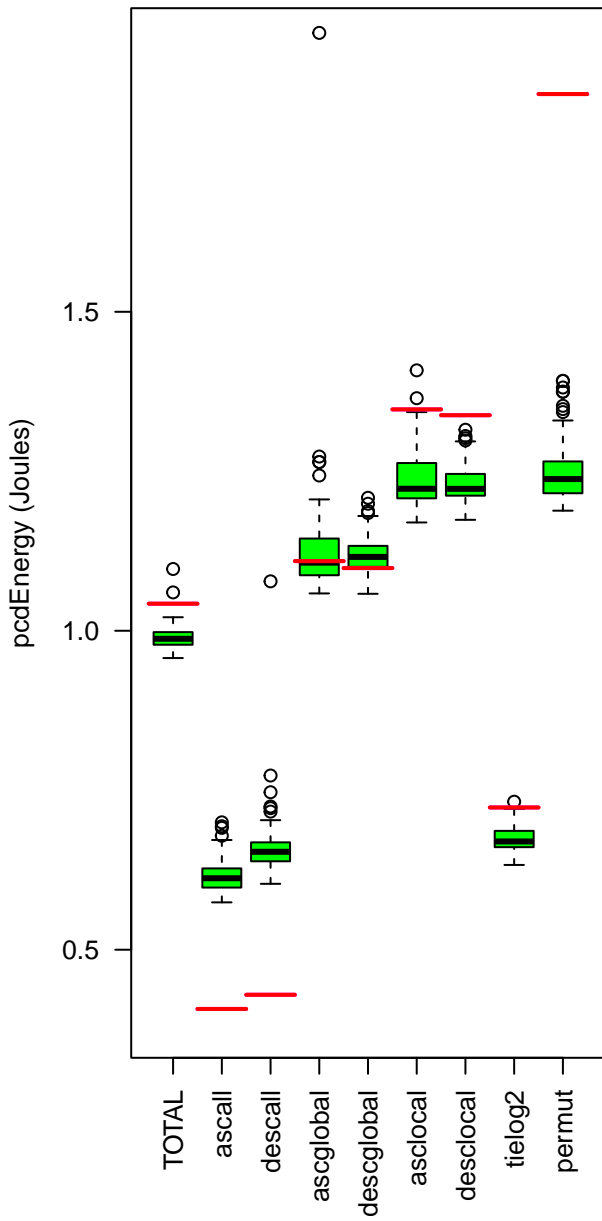 pcdEnergy (Joules)
1.5
1.0
0.5
TOTAL
ascall
descall
ascglobal
descglobal
asclocal
desclocal
tielog2
permut